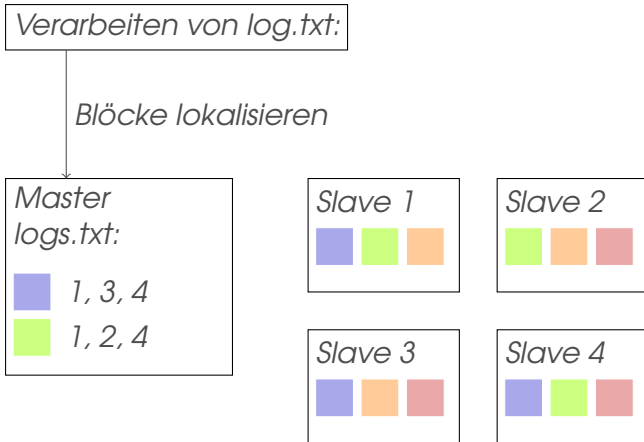 Verarbeiten von log.txt:
Blöcke lokalisieren
Master
logs.txt:
1, 3, 4
1, 2, 4
Slave 1
Slave 2
Slave 3
Slave 4